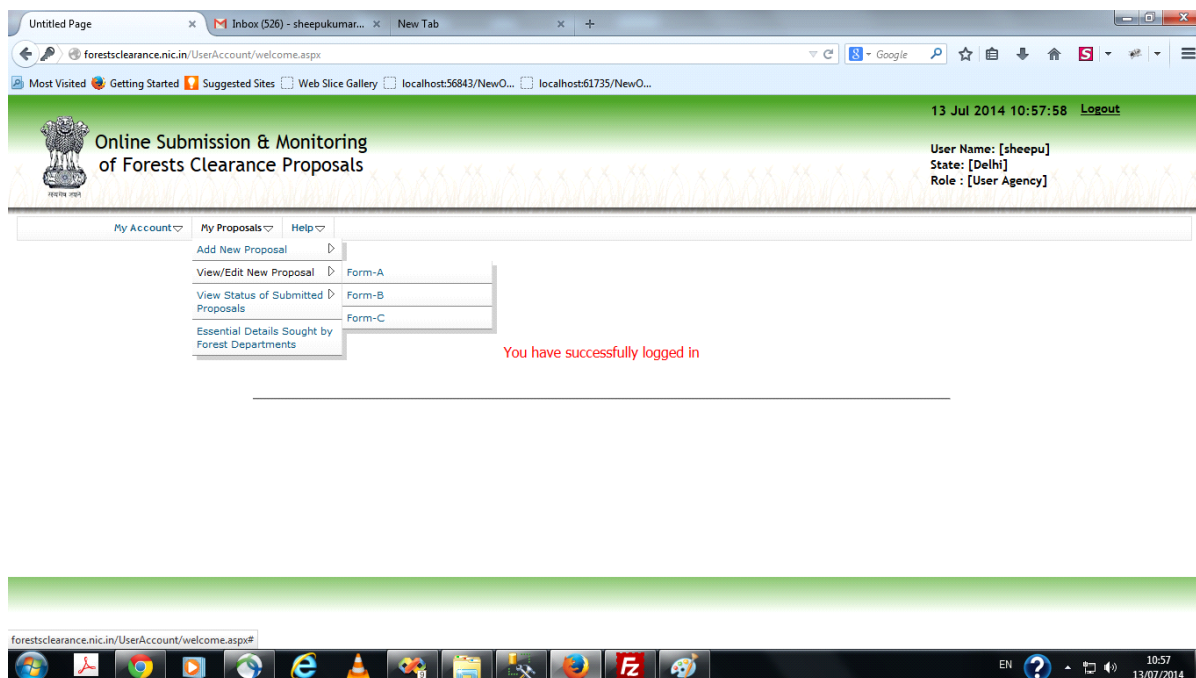 Untitled Page
Inbox (526) - sheepukumar...
New Tab
forestsclearance.nic.in/UserAccount/welcome.aspx
Google
Most Visited Getting Started Suggested Sites Web Slice Gallery localhost:56843/NewO... localhost:61735/NewO...
13 Jul 2014 10:57:58 Logout
Online Submission & Monitoring
of Forests Clearance Proposals
सत्यमेव जयते
User Name: [sheepu]
State: [Delhi]
Role : [User Agency]
My Account My Proposals Help
Add New Proposal
View/Edit New Proposal
View Status of Submitted
Proposals
Essential Details Sought by
Forest Departments
Form-A
Form-B
Form-C
You have successfully logged in
forestsclearance.nic.in/UserAccount/welcome.aspx#
EN
10:57
13/07/2014